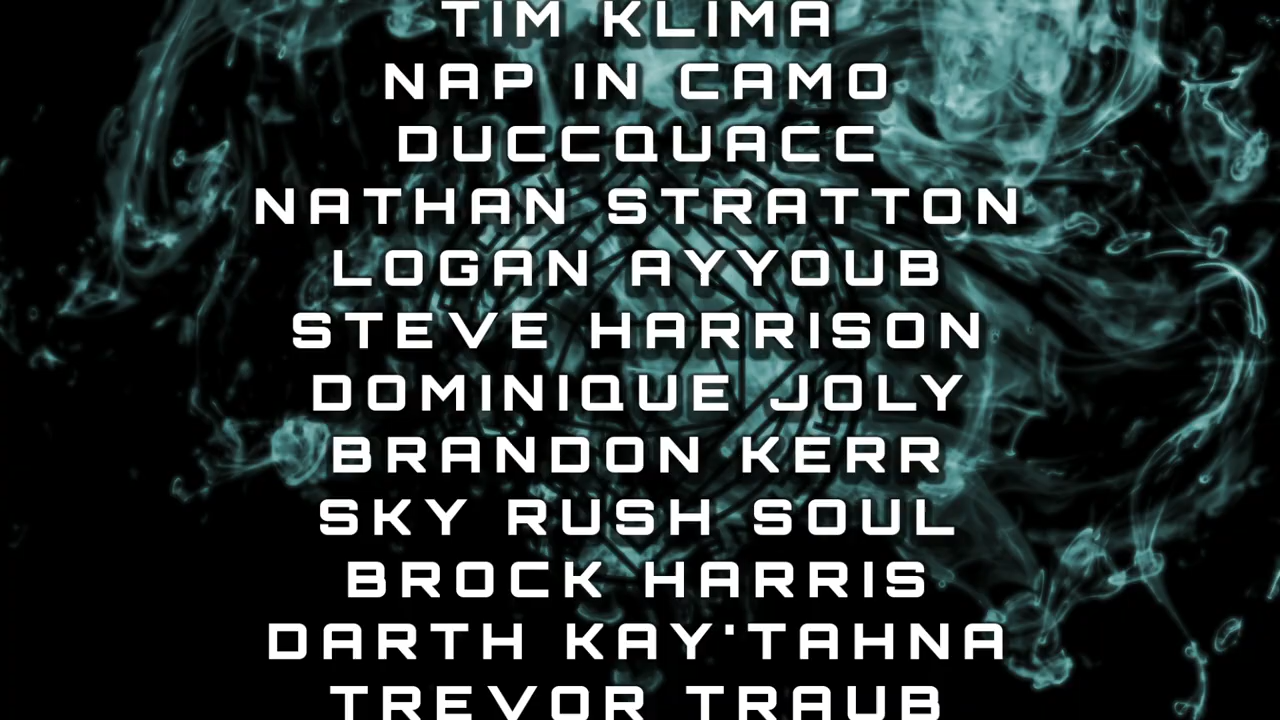 TIM KLIMA
NAP IN CAMO
DUCCQUACC
NATHAN STRATTON
LOGAN AYYOUB
STEVE HARRISON
DOMINIQUE JOLY
BRANDON KERR
SKY RUSH SOUL
BROCK HARRIS
DARTH KAY'TAHNA
TREVOR TRAUB